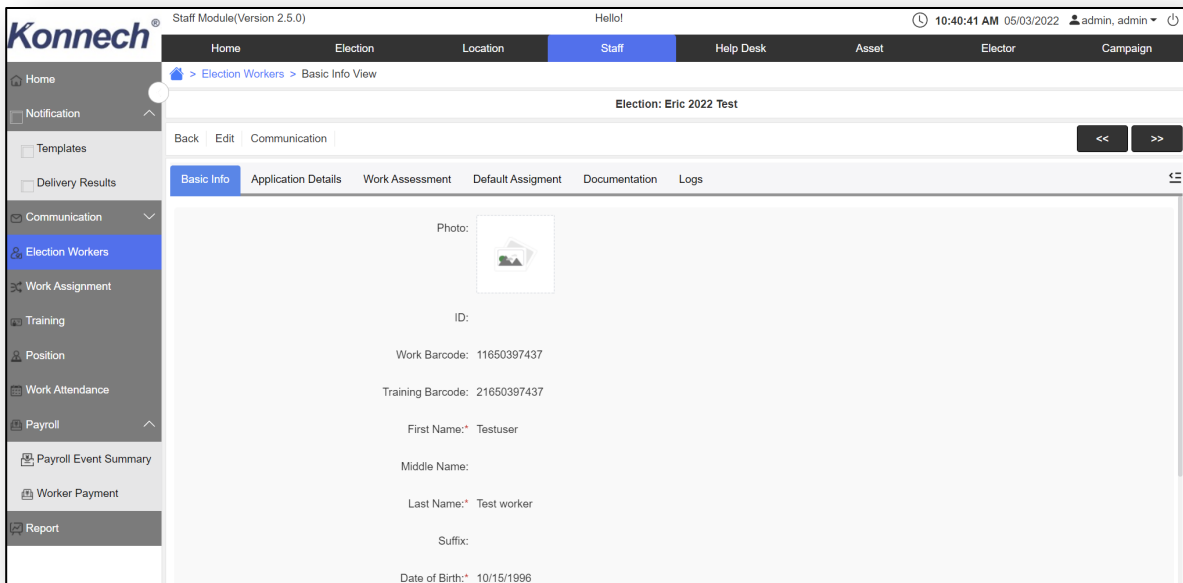 Konnech®
Staff Module(Version 2.5.0) Hello! 10:40:41 AM 05/03/2022 admin, admin
Home Election Location Staff Help Desk Asset Elector Campaign
> Election Workers > Basic Info View
Election: Eric 2022 Test
Back Edit Communication << >>
Basic Info Application Details Work Assessment Default Assigment Documentation Logs
Home
Notification
Templates
Delivery Results
Communication
Election Workers
Work Assignment
Training
Position
Work Attendance
Payroll
Payroll Event Summary
Worker Payment
Report
Photo:
ID:
Work Barcode: 11650397437
Training Barcode: 21650397437
First Name:* Testuser
Middle Name:
Last Name:* Test worker
Suffix:
Date of Birth:* 10/15/1996